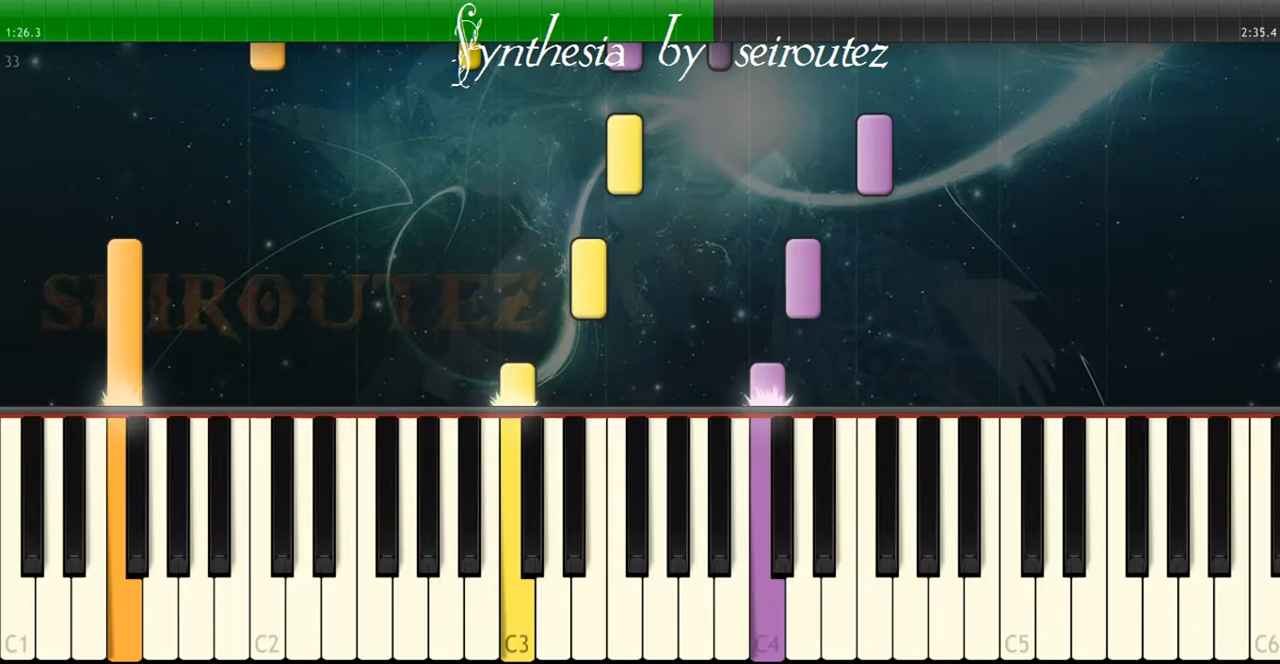 1:26.3
Synthesia by seiroutez
2:35.4
33
SEIROUTEZ
C1
C2
C3
C4
C5
C6